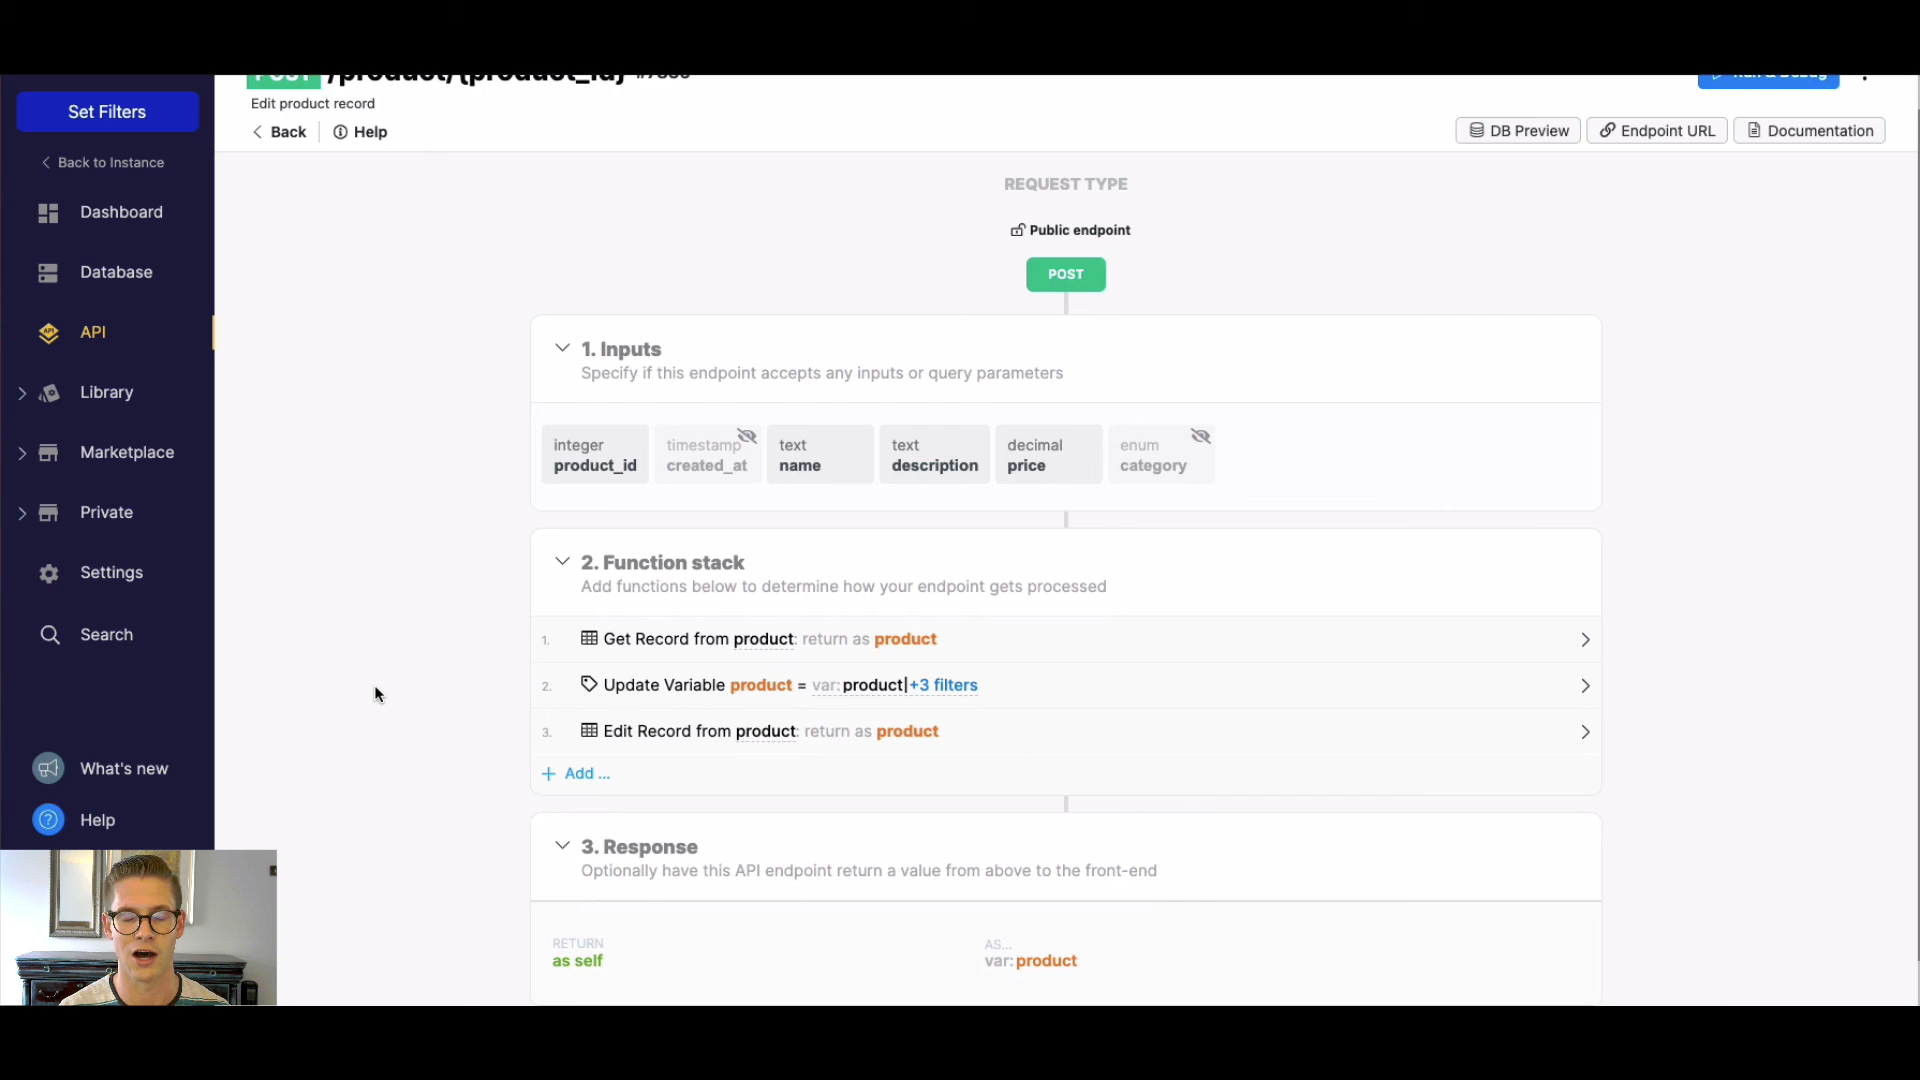 POST /product/{product_id} #7880
Run & Debug
Edit product record
Back
Help
DB Preview
Endpoint URL
Documentation
Set Filters
Back to Instance
Dashboard
Database
API
Library
Marketplace
Private
Settings
Search
What's new
Help
REQUEST TYPE
Public endpoint
POST
1. Inputs
Specify if this endpoint accepts any inputs or query parameters
integer
product_id
timestamp
created_at
text
name
text
description
decimal
price
enum
category
2. Function stack
Add functions below to determine how your endpoint gets processed
1. Get Record from product: return as product
2. Update Variable product = var:product|+3 filters
3. Edit Record from product: return as product
+ Add ...
3. Response
Optionally have this API endpoint return a value from above to the front-end
RETURN
as self
AS...
var:product